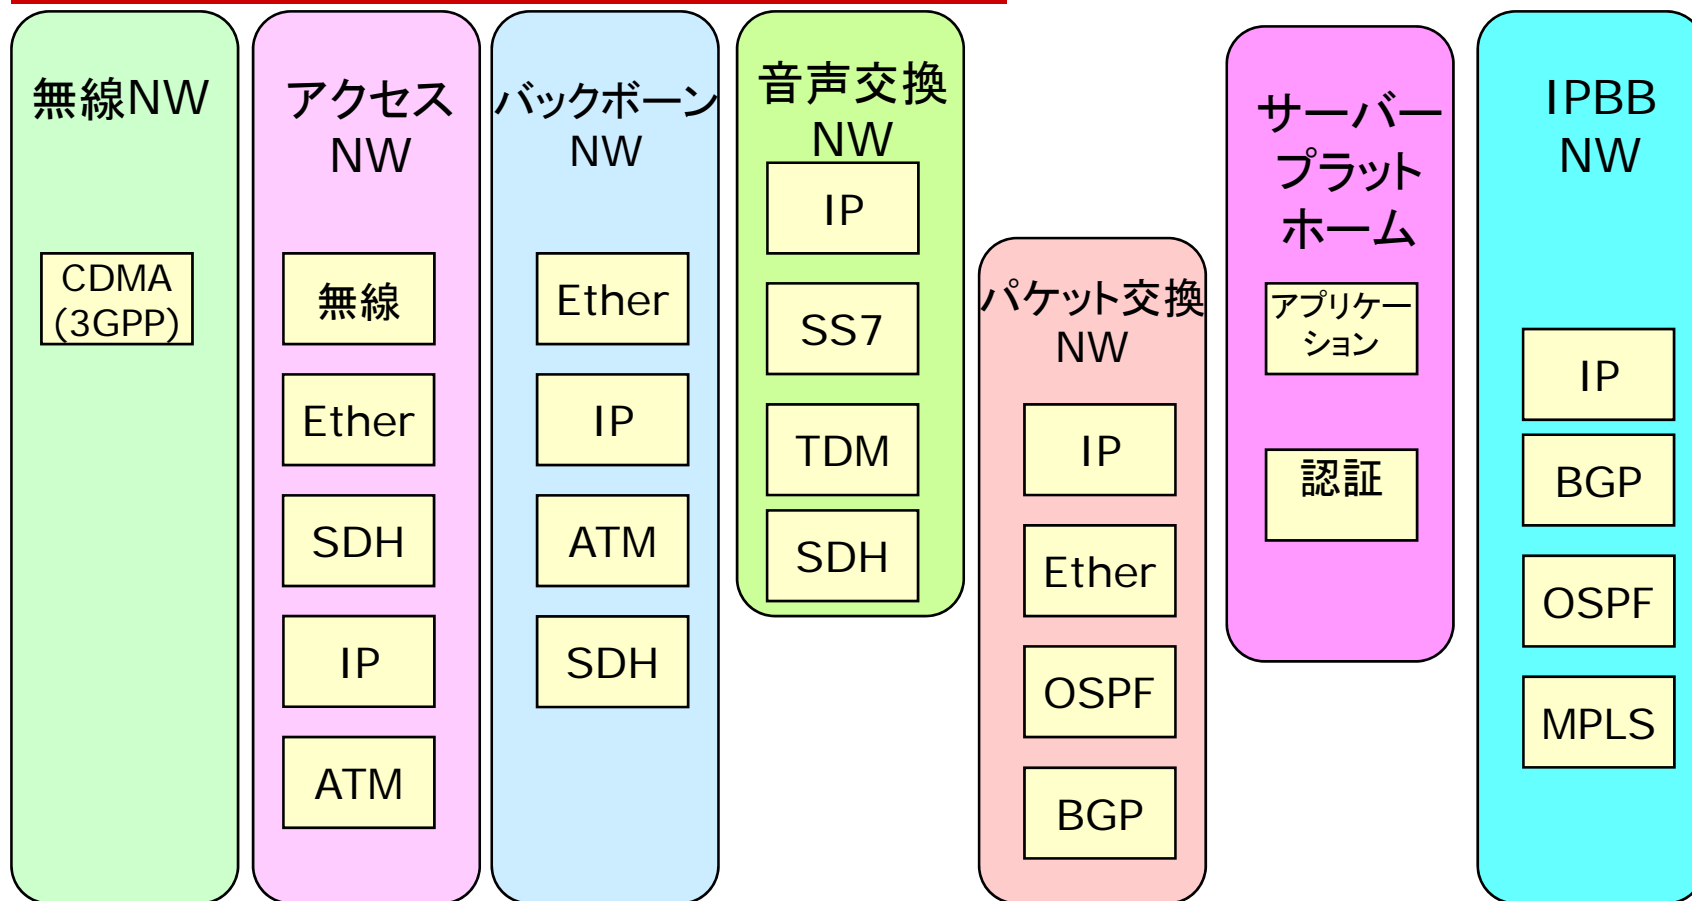 無線NW
CDMA
(3GPP)
アクセス
NW
無線
Ether
SDH
IP
ATM
バックボーン
NW
Ether
IP
ATM
SDH
音声交換
NW
IP
SS7
TDM
SDH
パケット交換
NW
IP
Ether
OSPF
BGP
サーバー
プラット
ホーム
アプリケー
ション
認証
IPBB
NW
IP
BGP
OSPF
MPLS